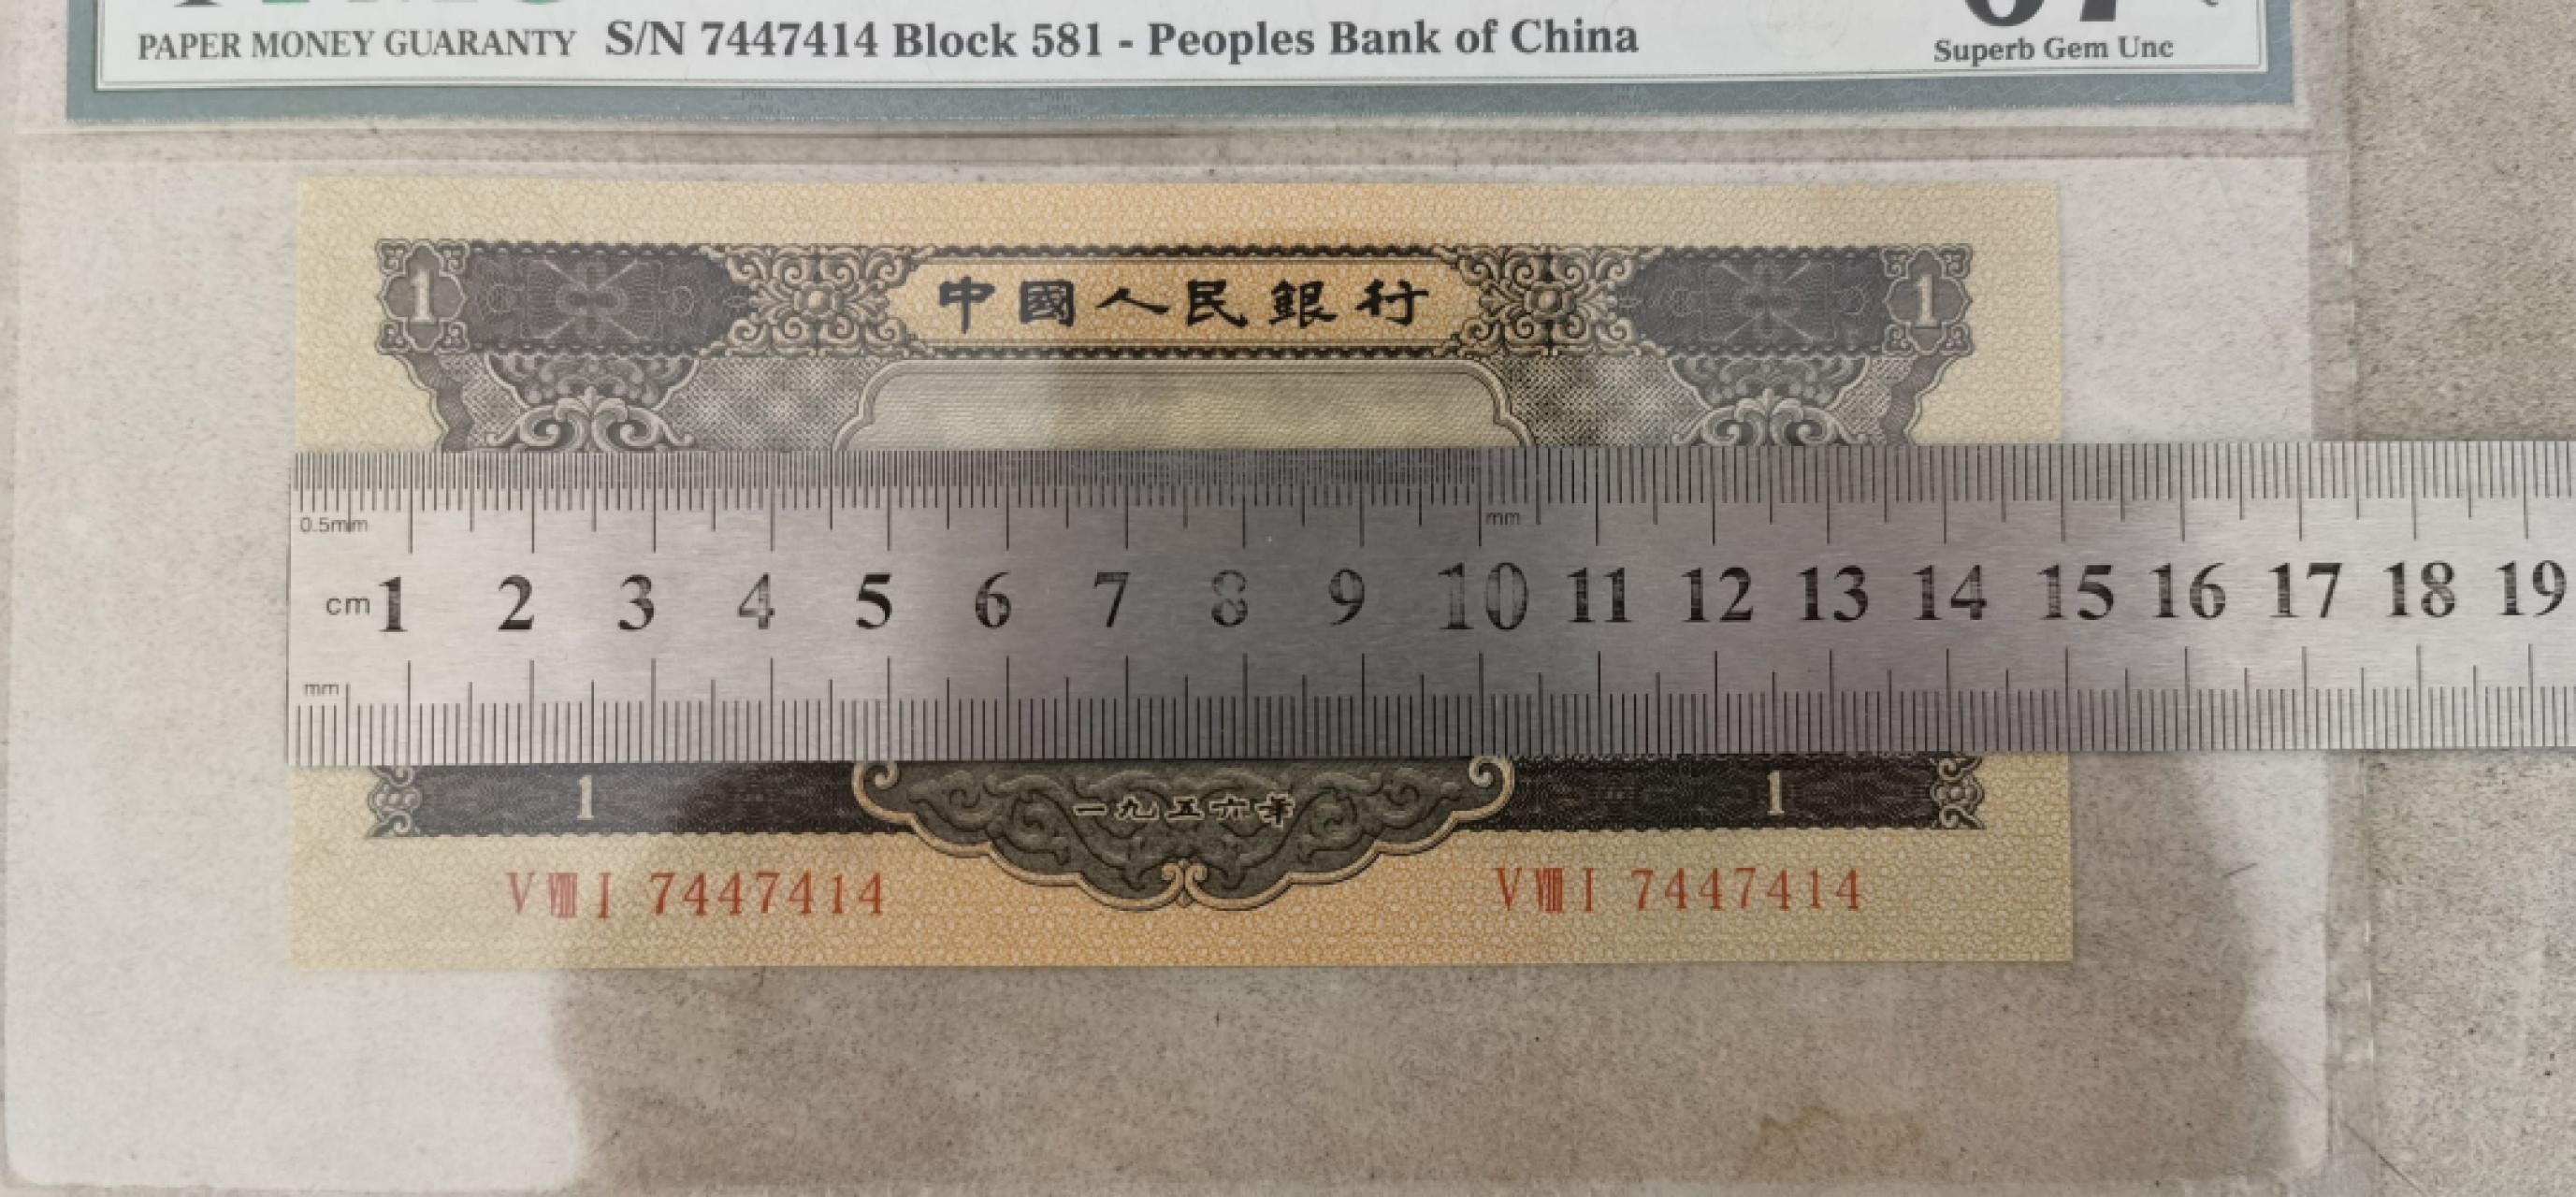 PAPER MONEY GUARANTY S/N 7447414 Block 581 - Peoples Bank of China
Superb Gem Unc
1 中國人民銀行 1
0.5mm
mm
cm 1 2 3 4 5 6 7 8 9 10 11 12 13 14 15 16 17 18 19
mm
1 一九五六年 1
V VIII I 7447414 V VIII I 7447414